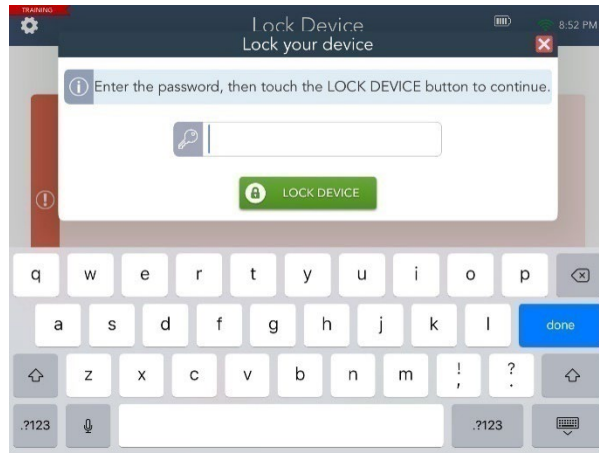 TRAINING
Lock Device
8:52 PM
Lock your device
Enter the password, then touch the LOCK DEVICE button to continue.
LOCK DEVICE
q w e r t y u i o p
a s d f g h j k l done
z x c v b n m ! , ? .
.?123 .?123